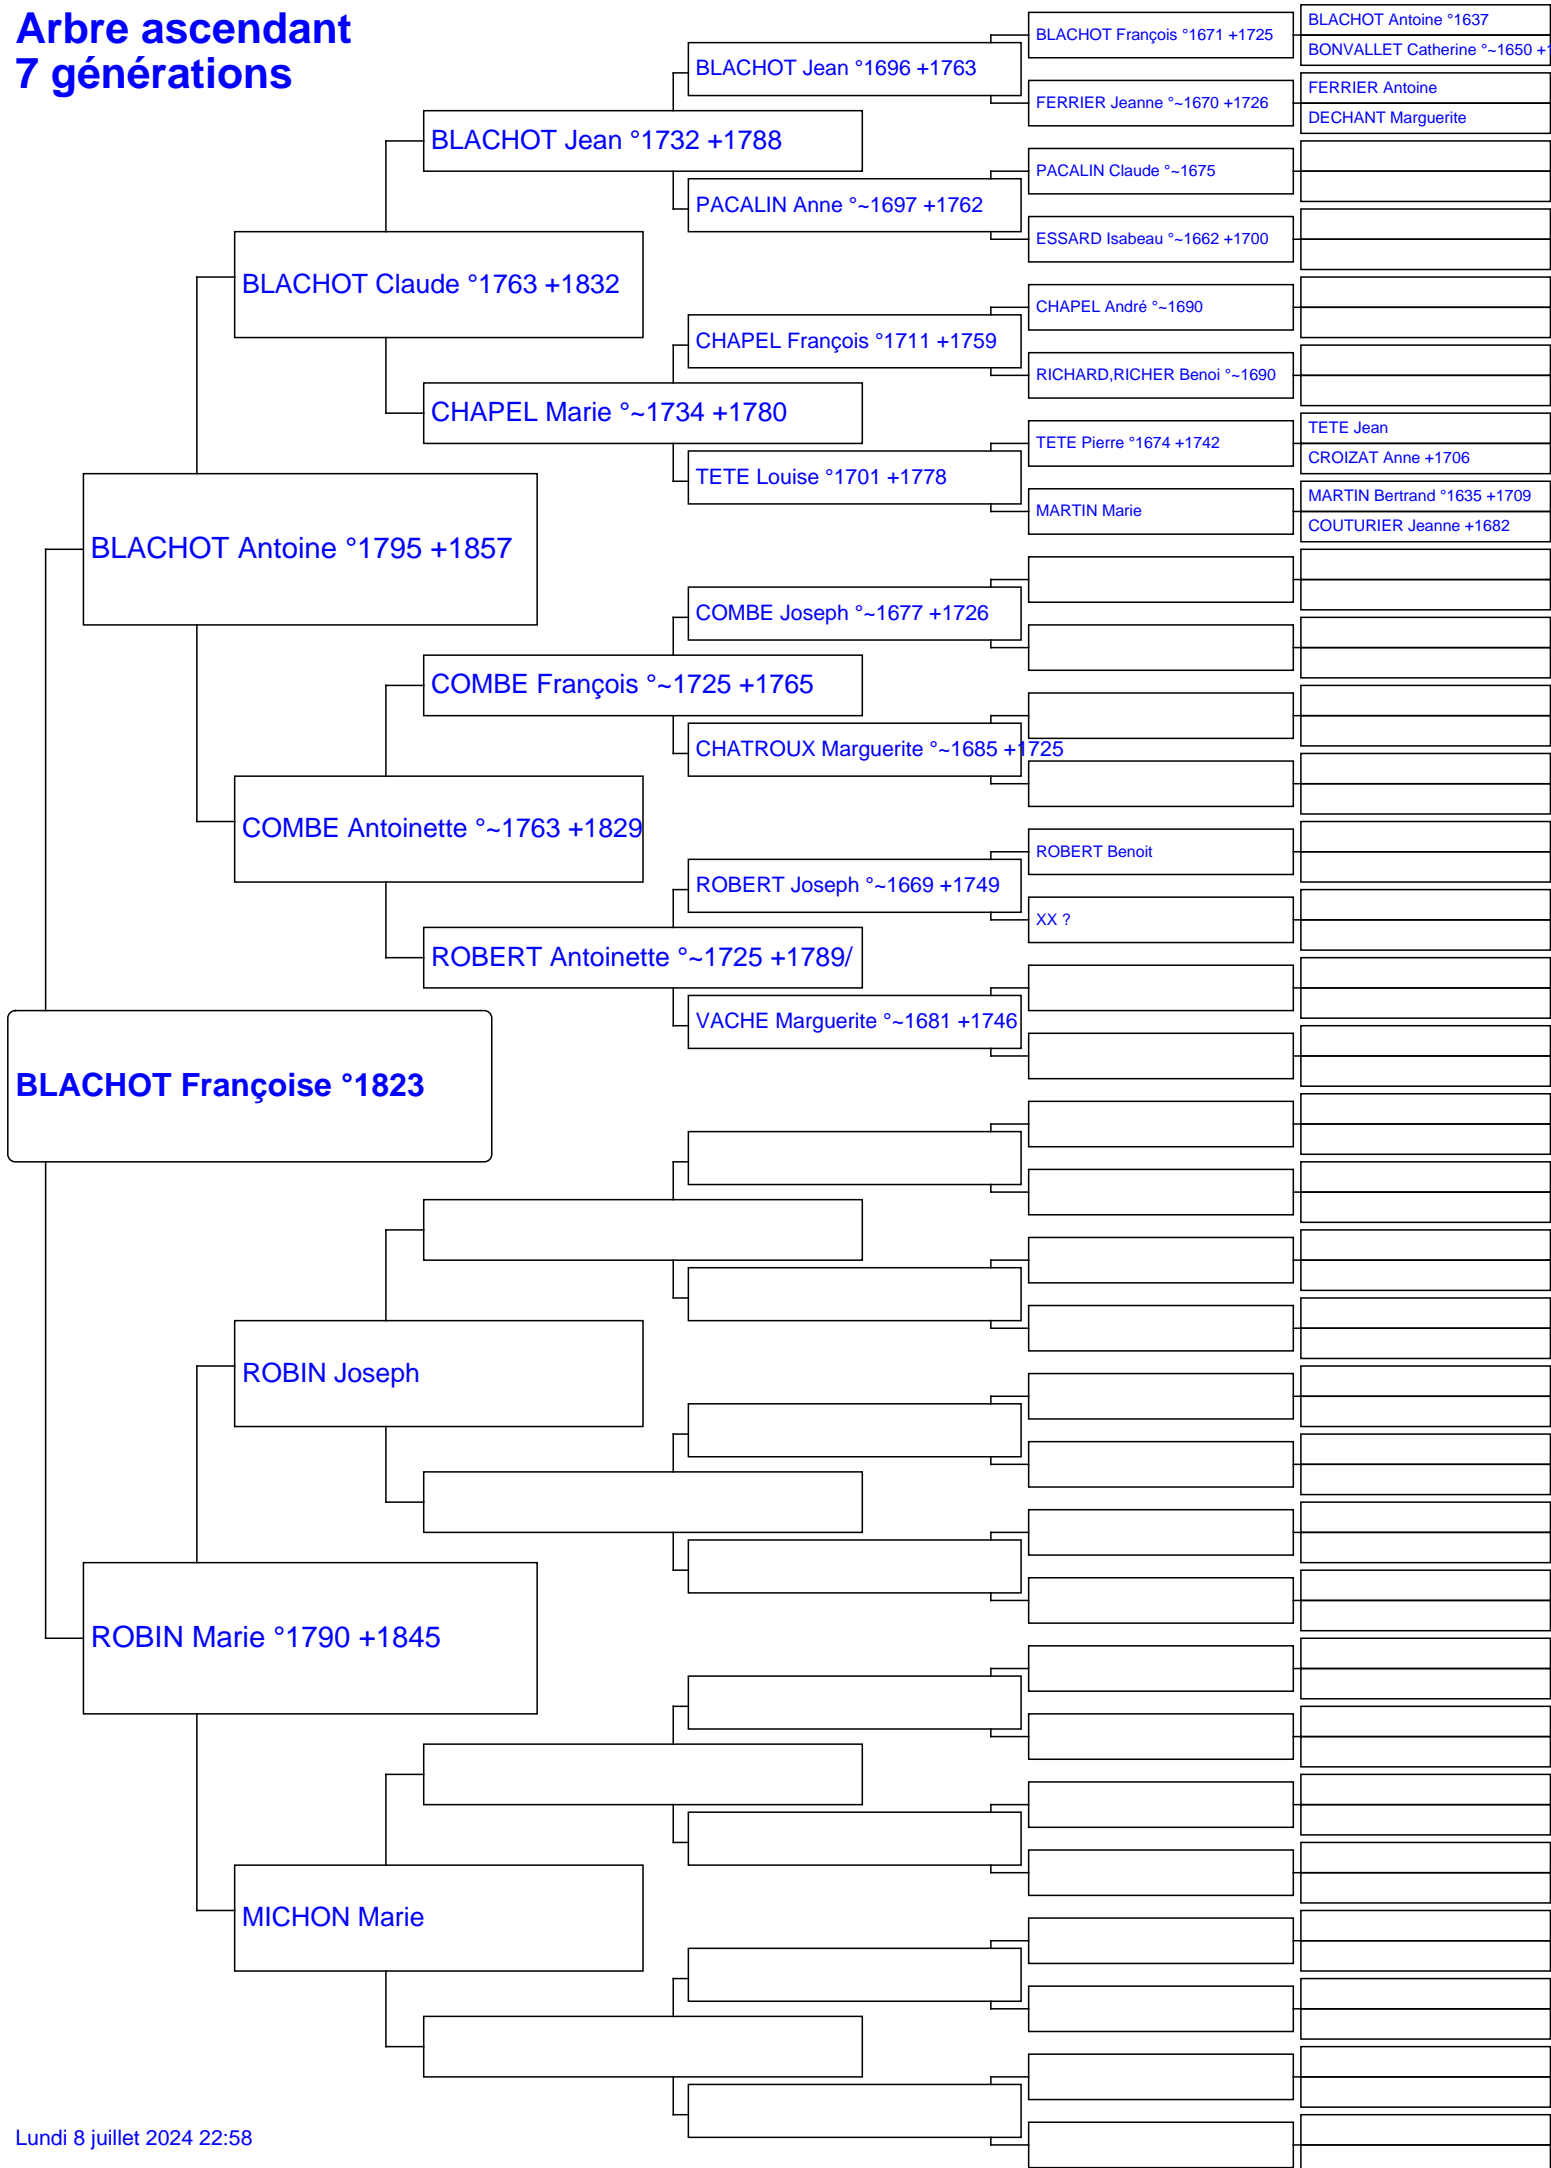 Arbre ascendant
7 générations
BLACHOT Françoise °1823
BLACHOT Antoine °1795 +1857
ROBIN Marie °1790 +1845
BLACHOT Claude °1763 +1832
COMBE Antoinette °~1763 +1829
ROBIN Joseph
MICHON Marie
BLACHOT Jean °1732 +1788
CHAPEL Marie °~1734 +1780
COMBE François °~1725 +1765
ROBERT Antoinette °~1725 +1789/
BLACHOT Jean °1696 +1763
PACALIN Anne °~1697 +1762
CHAPEL François °1711 +1759
TETE Louise °1701 +1778
COMBE Joseph °~1677 +1726
CHATROUX Marguerite °~1685 +1725
ROBERT Joseph °~1669 +1749
VACHE Marguerite °~1681 +1746
BLACHOT François °1671 +1725
FERRIER Jeanne °~1670 +1726
PACALIN Claude °~1675
ESSARD Isabeau °~1662 +1700
CHAPEL André °~1690
RICHARD,RICHER Benoi °~1690
TETE Pierre °1674 +1742
MARTIN Marie
ROBERT Benoit
XX ?
BLACHOT Antoine °1637
BONVALLET Catherine °~1650 +1
FERRIER Antoine
DECHANT Marguerite
TETE Jean
CROIZAT Anne +1706
MARTIN Bertrand °1635 +1709
COUTURIER Jeanne +1682
Lundi 8 juillet 2024 22:58